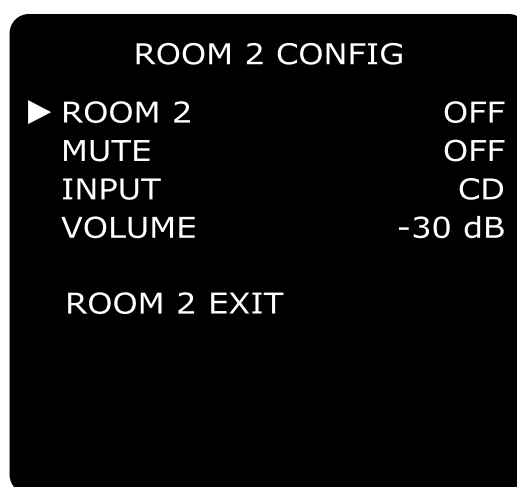 ROOM 2 CONFIG
ROOM 2 OFF
MUTE OFF
INPUT CD
VOLUME -30 dB
ROOM 2 EXIT